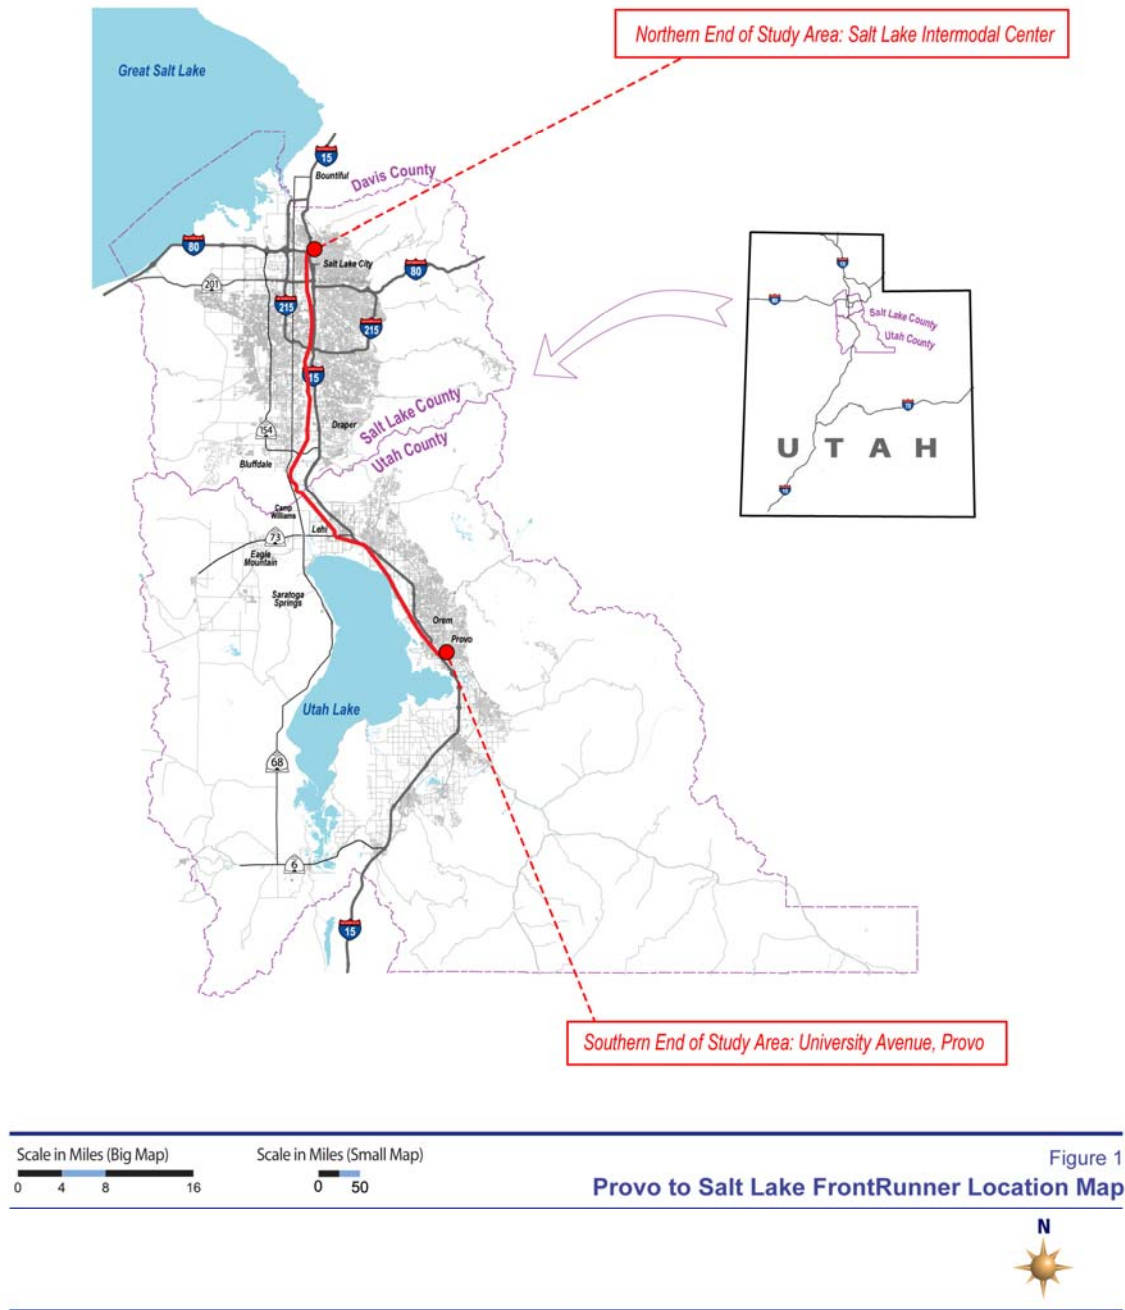 Northern End of Study Area: Salt Lake Intermodal Center
Great Salt Lake
15
Bountiful
Davis County
80
Salt Lake City
80
201
215
215
15
Salt Lake County
Utah County
UTAH
Draper
154
Salt Lake County
Utah County
Bluffdale
Camp
Williams
Lehi
73
Eagle
Mountain
Saratoga
Springs
Orem
Provo
Utah Lake
68
6
15
Southern End of Study Area: University Avenue, Provo
Scale in Miles (Big Map)
0 4 8 16
Scale in Miles (Small Map)
0 50
Figure 1
Provo to Salt Lake FrontRunner Location Map
N